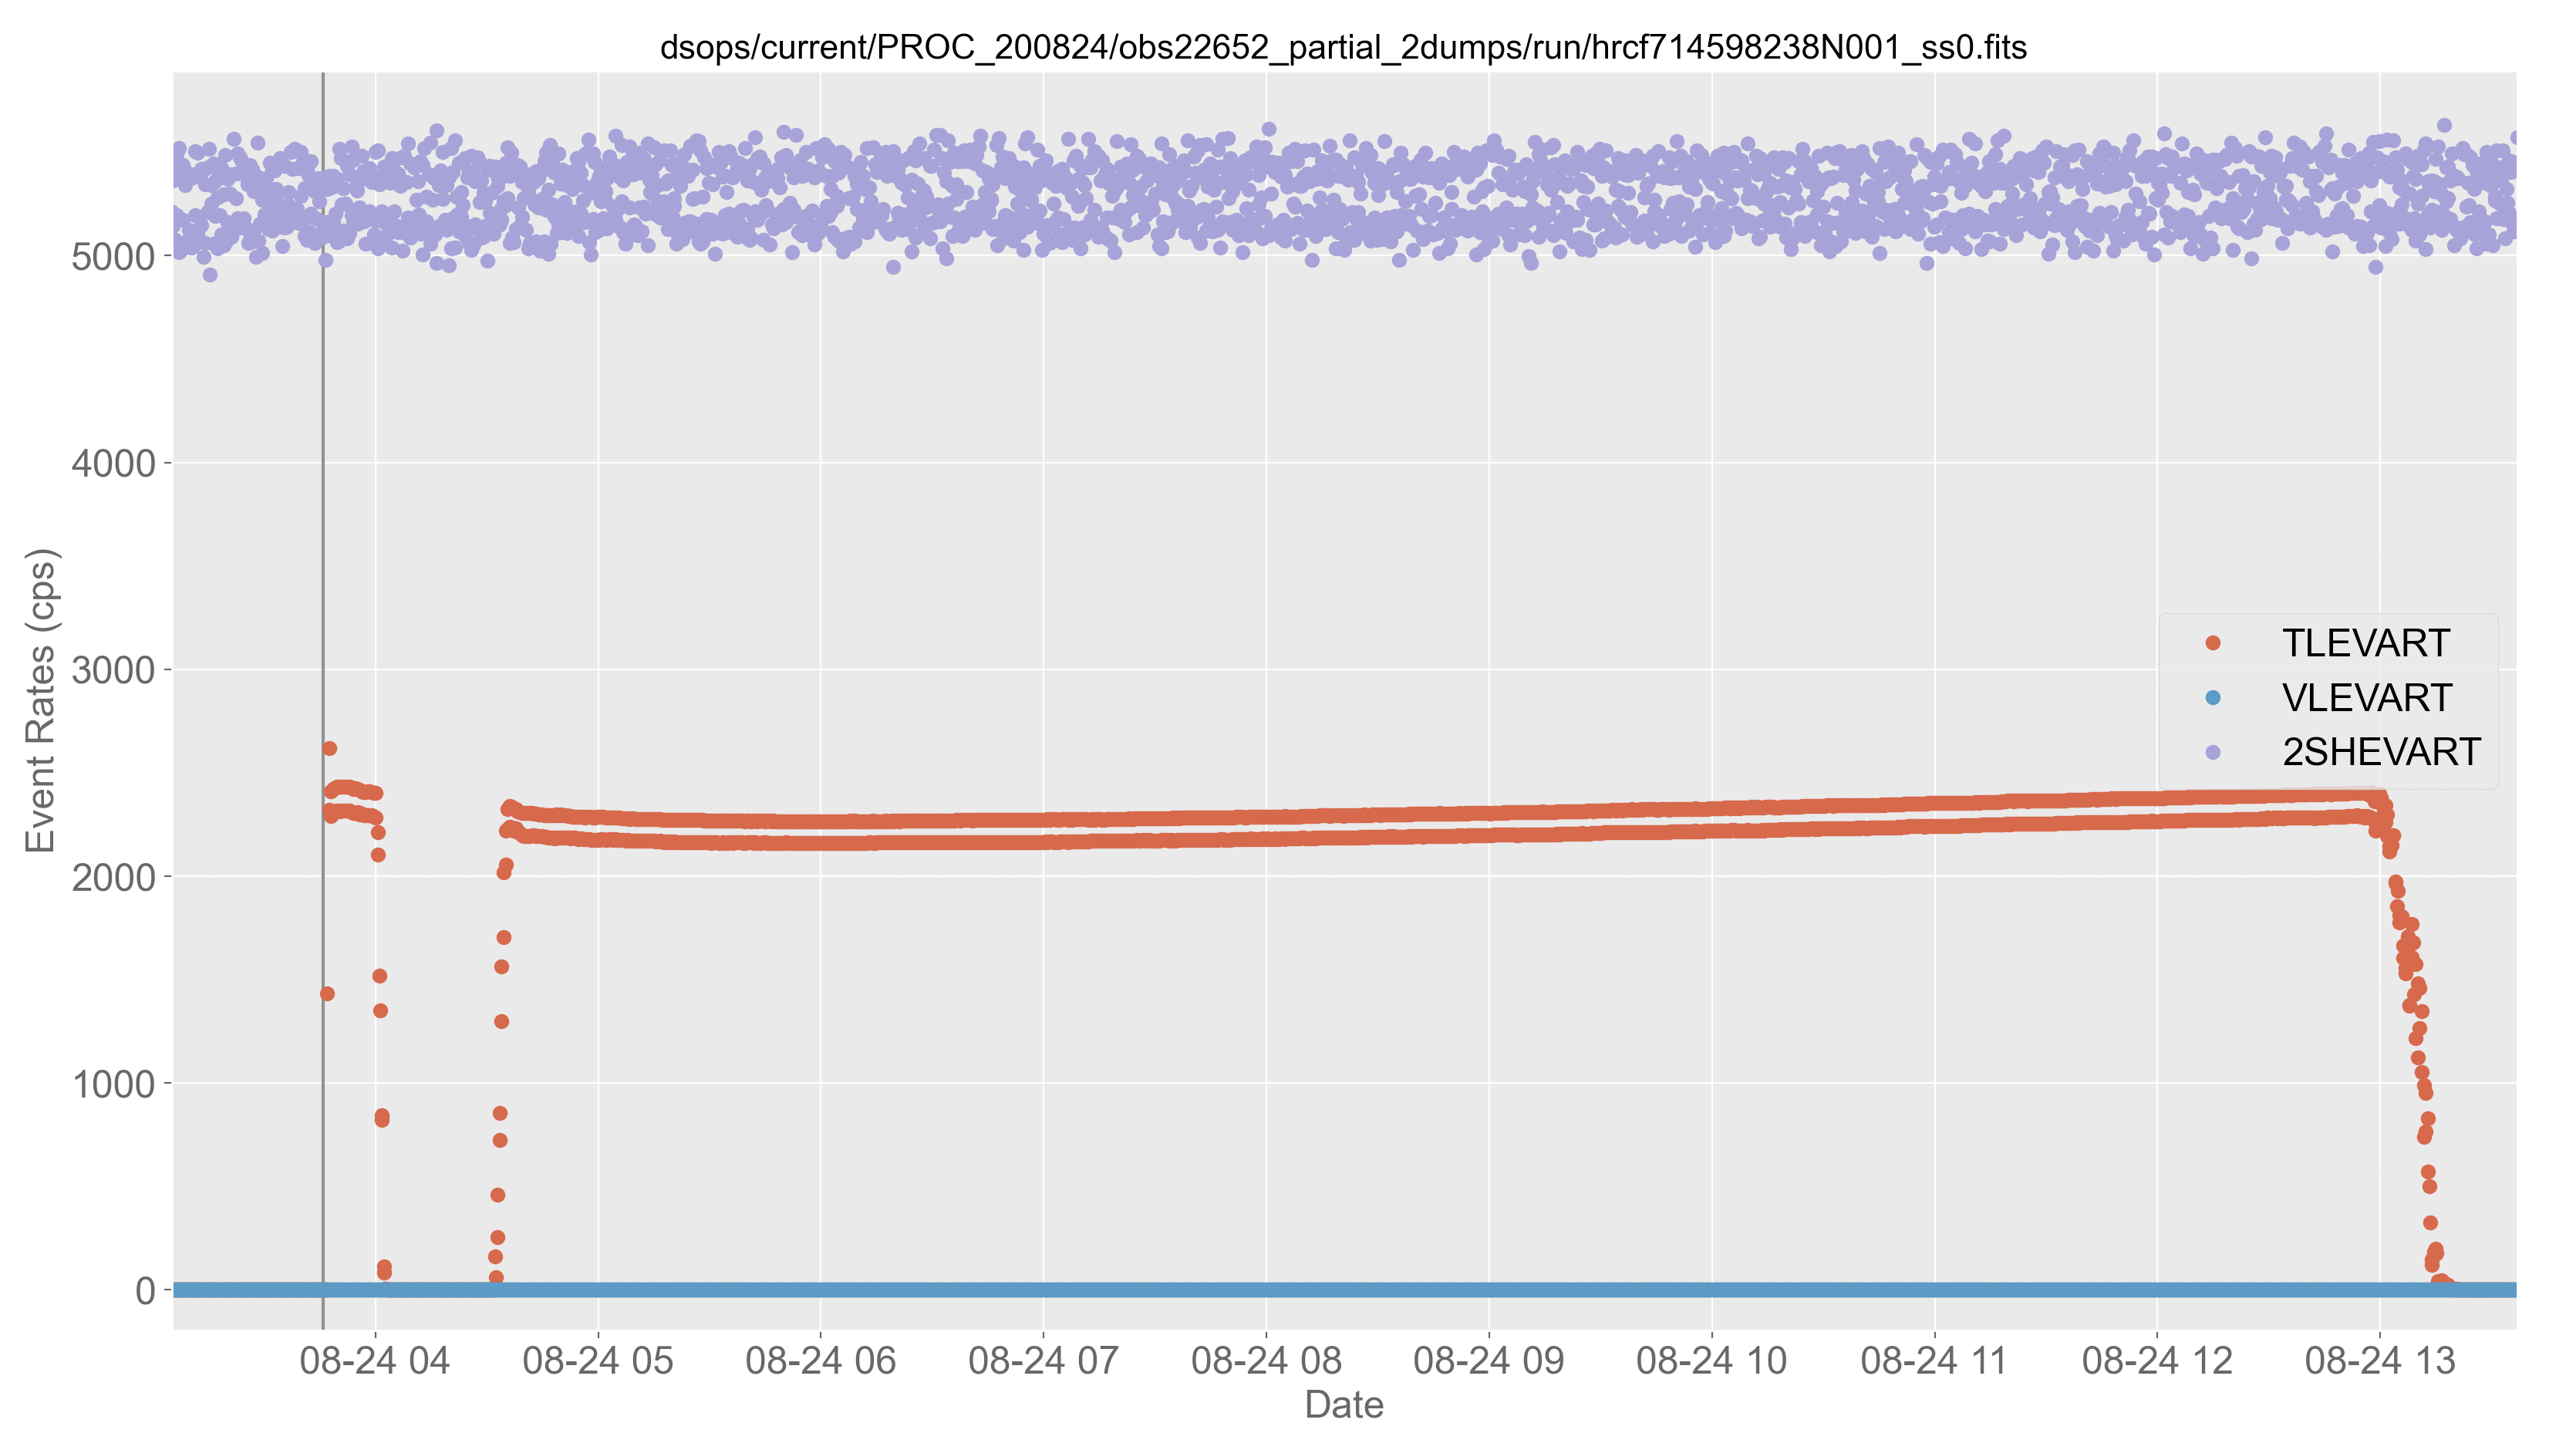 dsops/current/PROC_200824/obs22652_partial_2dumps/run/hrcf714598238N001_ss0.fits
Event Rates (cps)
5000
4000
3000
2000
1000
0
TLEVART
VLEVART
2SHEVART
08-24 04
08-24 05
08-24 06
08-24 07
08-24 08
08-24 09
08-24 10
08-24 11
08-24 12
08-24 13
Date